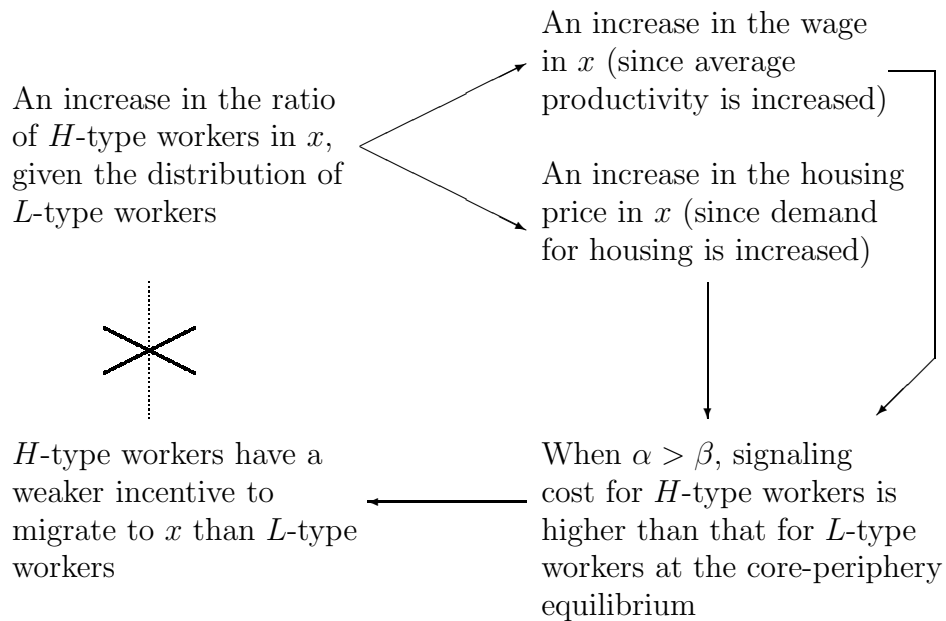 An increase in the ratio
of H-type workers in x,
given the distribution of
L-type workers
An increase in the wage
in x (since average
productivity is increased)
An increase in the housing
price in x (since demand
for housing is increased)
When α > β, signaling
cost for H-type workers is
higher than that for L-type
workers at the core-periphery
equilibrium
H-type workers have a
weaker incentive to
migrate to x than L-type
workers